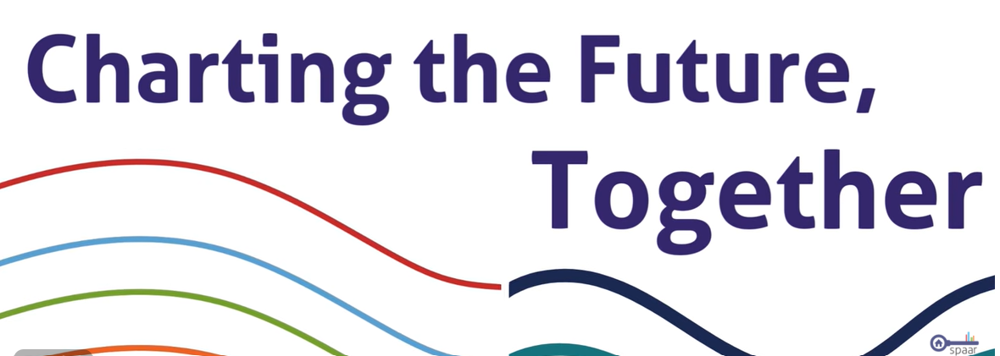 Charting the Future,
Together
spaar